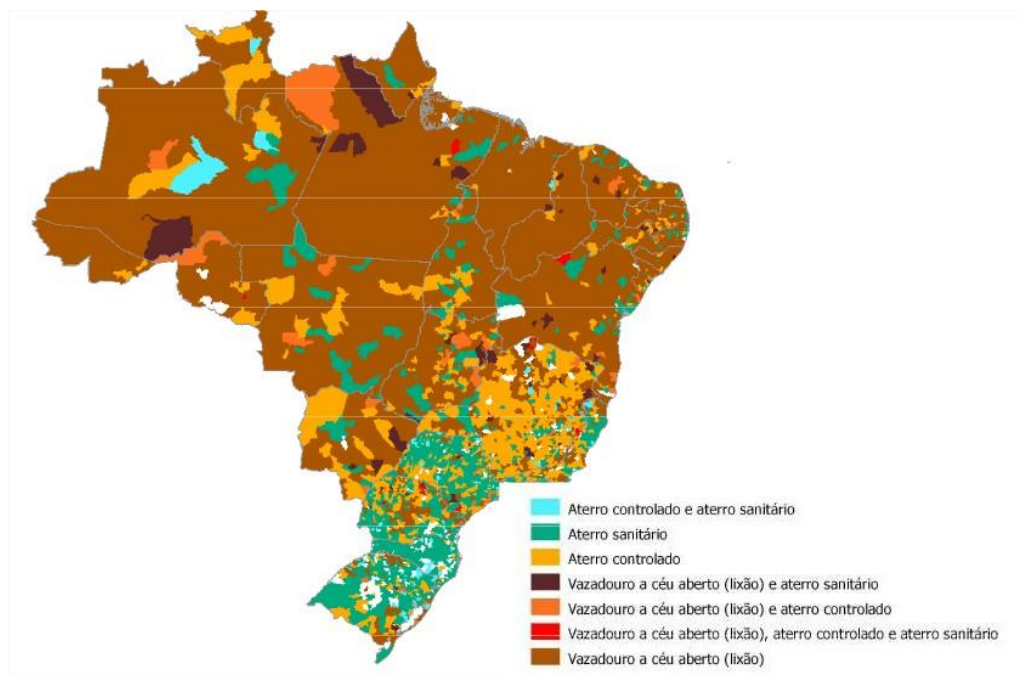 Aterro controlado e aterro sanitário
Aterro sanitário
Aterro controlado
Vazadouro a céu aberto (lixão) e aterro sanitário
Vazadouro a céu aberto (lixão) e aterro controlado
Vazadouro a céu aberto (lixão), aterro controlado e aterro sanitário
Vazadouro a céu aberto (lixão)